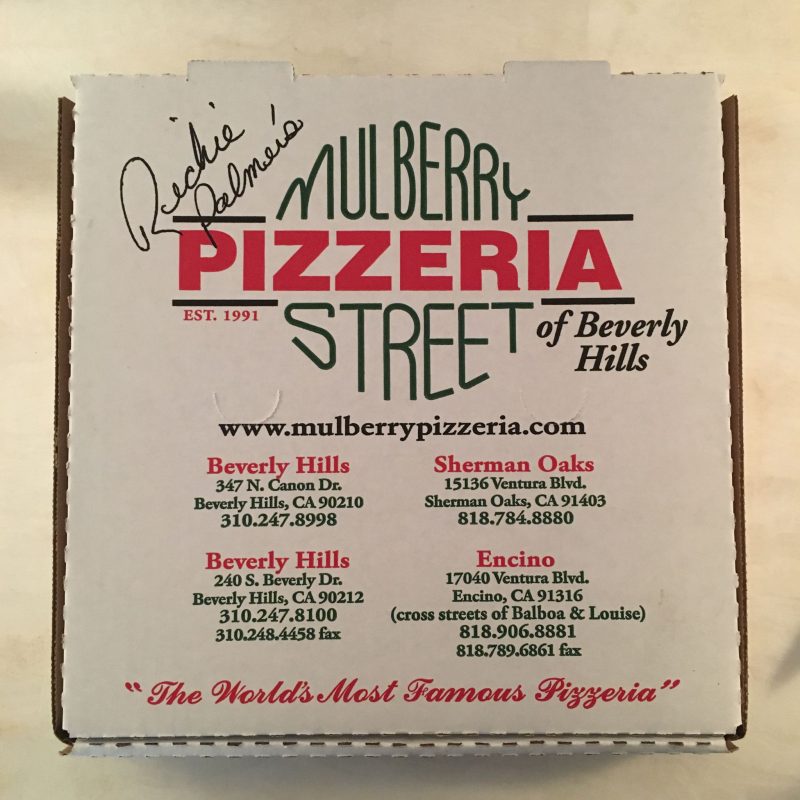 Richie
Palmer's
MULBERRY
PIZZERIA
EST. 1991
STREET
of Beverly
Hills
www.mulberrypizzeria.com
Beverly Hills
347 N. Canon Dr.
Beverly Hills, CA 90210
310.247.8998
Sherman Oaks
15136 Ventura Blvd.
Sherman Oaks, CA 91403
818.784.8880
Beverly Hills
240 S. Beverly Dr.
Beverly Hills, CA 90212
310.247.8100
310.248.4458 fax
Encino
17040 Ventura Blvd.
Encino, CA 91316
(cross streets of Balboa & Louise)
818.906.8881
818.789.6861 fax
"The World's Most Famous Pizzeria"